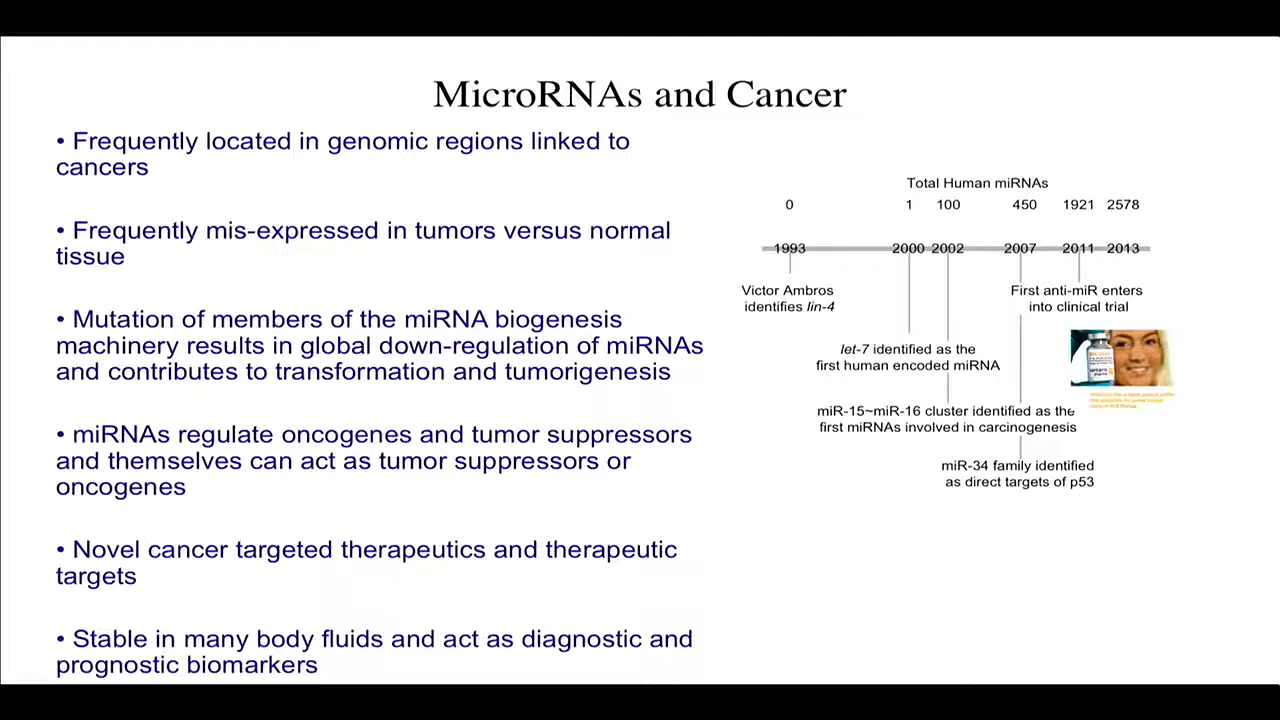 MicroRNAs and Cancer
• Frequently located in genomic regions linked to
cancers
• Frequently mis-expressed in tumors versus normal
tissue
• Mutation of members of the miRNA biogenesis
machinery results in global down-regulation of miRNAs
and contributes to transformation and tumorigenesis
• miRNAs regulate oncogenes and tumor suppressors
and themselves can act as tumor suppressors or
oncogenes
• Novel cancer targeted therapeutics and therapeutic
targets
• Stable in many body fluids and act as diagnostic and
prognostic biomarkers
Total Human miRNAs
0 1 100 450 1921 2578
1993 2000 2002 2007 2011 2013
Victor Ambros
identifies lin-4
First anti-miR enters
into clinical trial
let-7 identified as the
first human encoded miRNA
miR-15~miR-16 cluster identified as the
first miRNAs involved in carcinogenesis
miR-34 family identified
as direct targets of p53